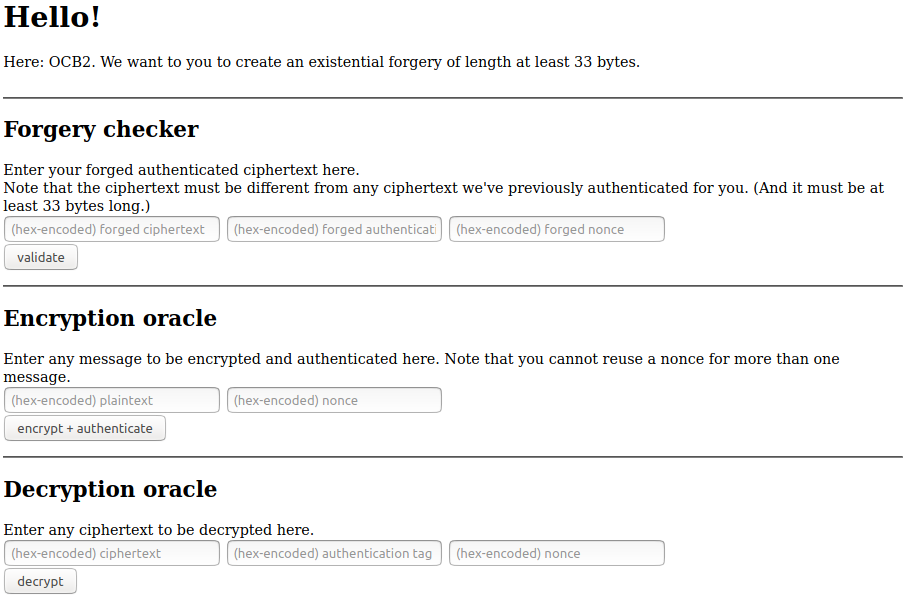 Hello!
Here: OCB2. We want to you to create an existential forgery of length at least 33 bytes.
Forgery checker
Enter your forged authenticated ciphertext here.
Note that the ciphertext must be different from any ciphertext we've previously authenticated for you. (And it must be at
least 33 bytes long.)
(hex-encoded) forged ciphertext (hex-encoded) forged authenticati (hex-encoded) forged nonce
validate
Encryption oracle
Enter any message to be encrypted and authenticated here. Note that you cannot reuse a nonce for more than one
message.
(hex-encoded) plaintext (hex-encoded) nonce
encrypt + authenticate
Decryption oracle
Enter any ciphertext to be decrypted here.
(hex-encoded) ciphertext (hex-encoded) authentication tag (hex-encoded) nonce
decrypt